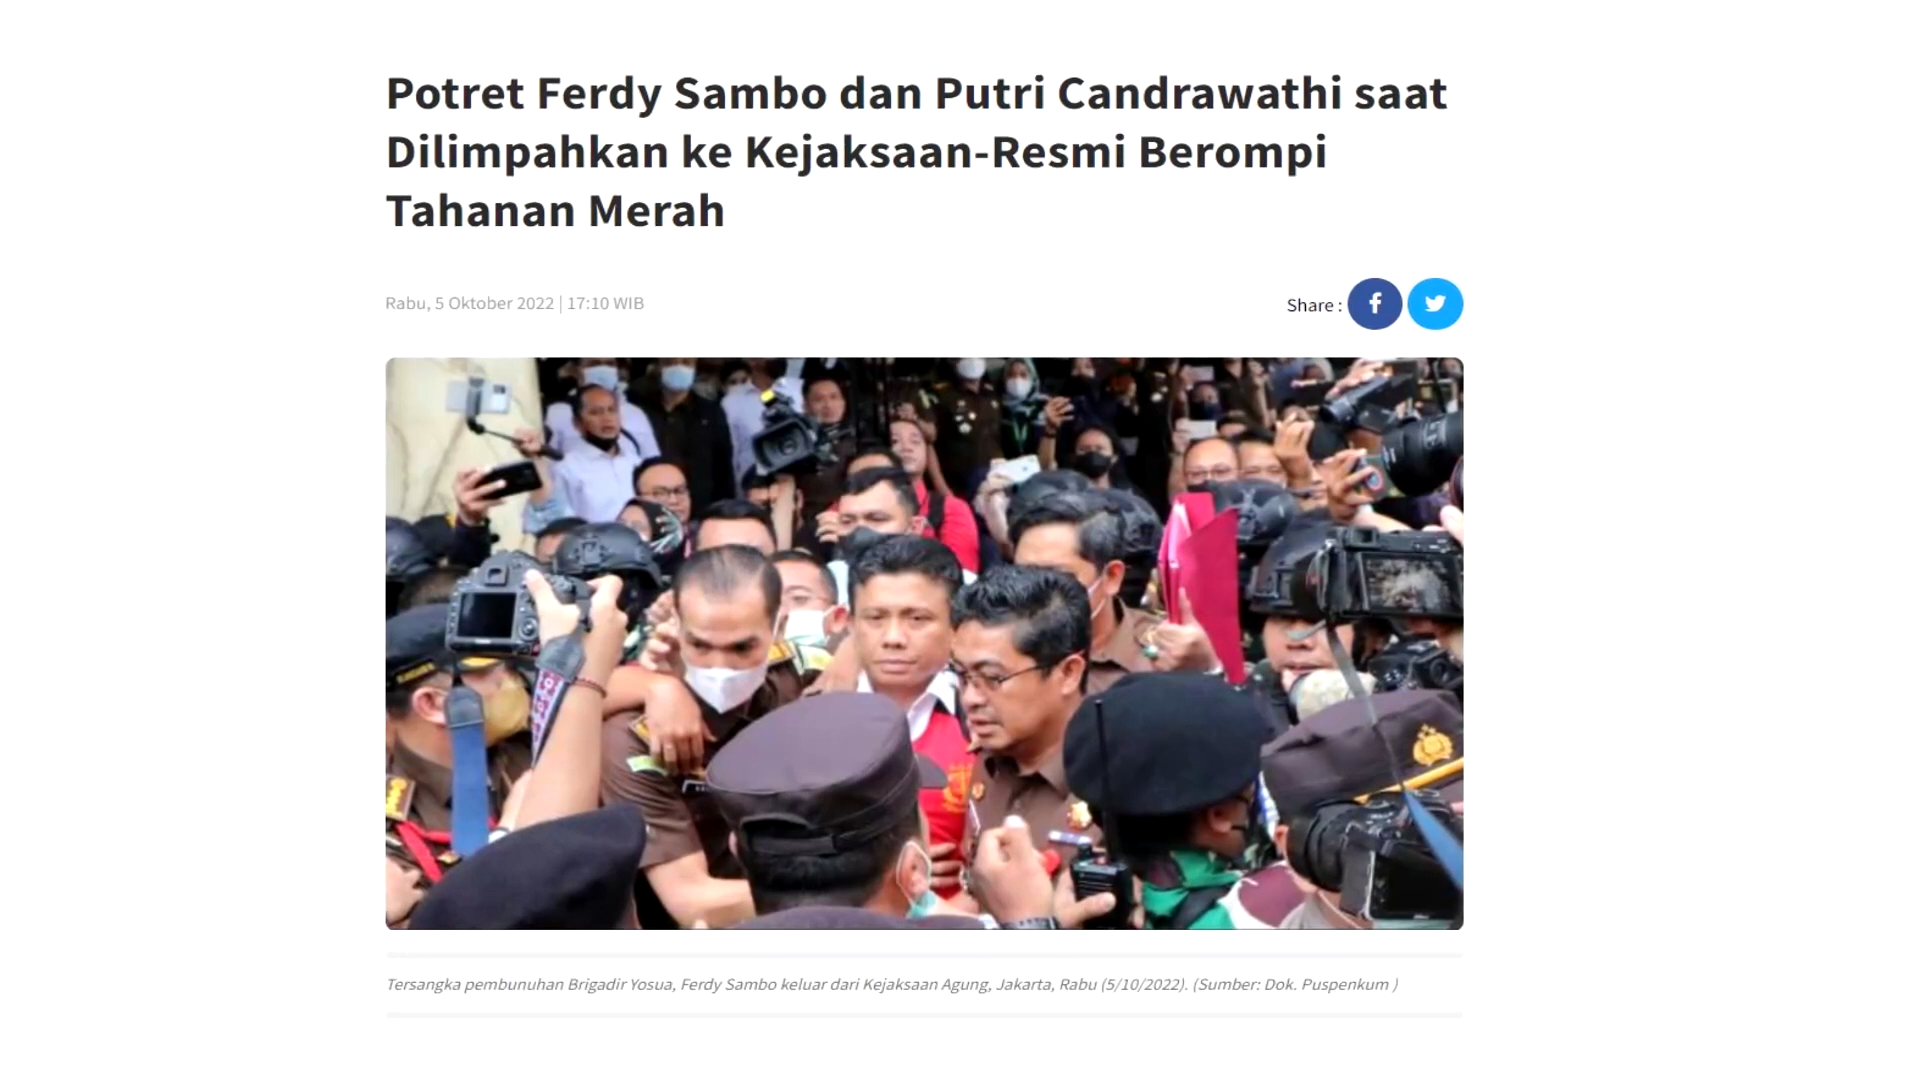 Potret Ferdy Sambo dan Putri Candrawathi saat
Dilimpahkan ke Kejaksaan-Resmi Berompi
Tahanan Merah
Rabu, 5 Oktober 2022 | 17:10 WIB
Share :
Tersangka pembunuhan Brigadir Yosua, Ferdy Sambo keluar dari Kejaksaan Agung, Jakarta, Rabu (5/10/2022). (Sumber: Dok. Puspenkum )